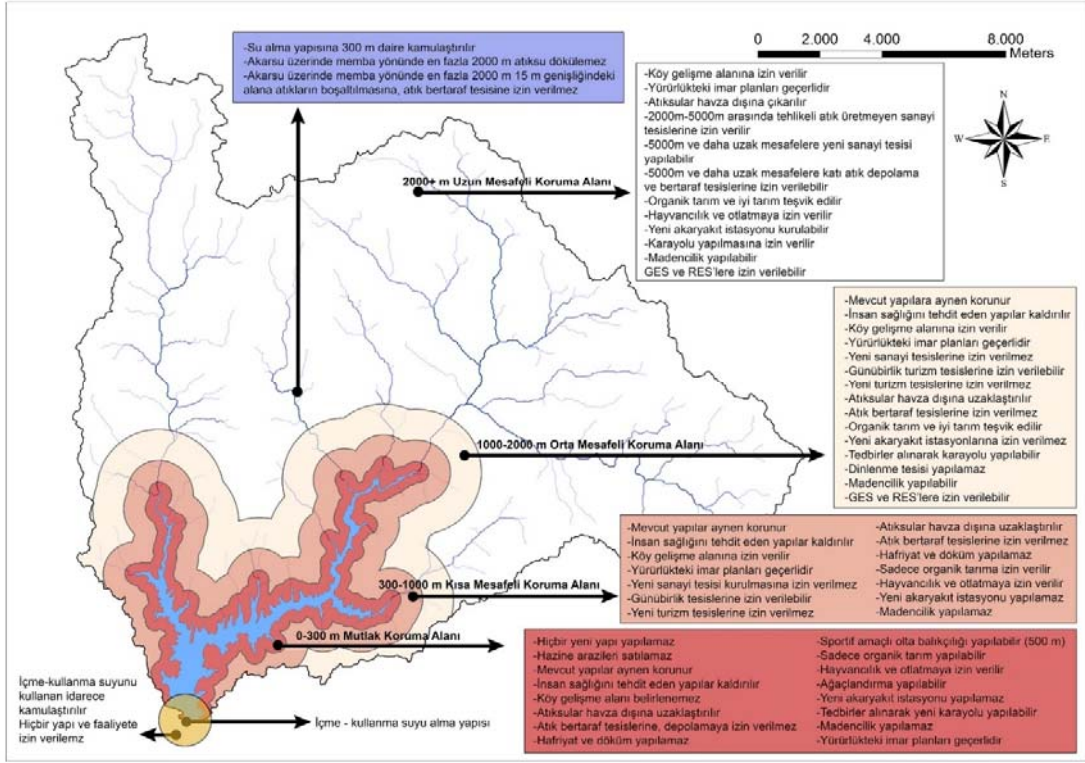 -Su alma yapısına 300 m daire kamulaştırılır
-Akarsu üzerinde memba yönünde en fazla 2000 m atıksu dökülemez
-Akarsu üzerinde memba yönünde en fazla 2000 m 15 m genişliğindeki
alana atıkların boşaltılmasına, atık bertaraf tesisine izin verilmez
0 2.000 4.000 8.000
Meters
N
W E
S
-Köy gelişme alanına izin verilir
-Yürürlükteki imar planları geçerlidir
-Atıksular havza dışına çıkarılır
-2000m-5000m arasında tehlikeli atık üretmeyen sanayi
tesislerine izin verilir
-5000m ve daha uzak mesafelere yeni sanayi tesisi
yapılabilir
-5000m ve daha uzak mesafelere katı atık depolama
ve bertaraf tesislerine izin verilebilir
-Organik tarım ve iyi tarım teşvik edilir
-Hayvancılık ve otlatmaya izin verilir
-Yeni akaryakıt istasyonu kurulabilir
-Karayolu yapılmasına izin verilir
-Madencilik yapılabilir
GES ve RES'lere izin verilebilir
2000+ m Uzun Mesafeli Koruma Alanı
-Mevcut yapılara aynen korunur
-İnsan sağlığını tehdit eden yapılar kaldırılır
-Köy gelişme alanına izin verilir
-Yürürlükteki imar planları geçerlidir
-Yeni sanayi tesislerine izin verilmez
-Günübirlik turizm tesislerine izin verilebilir
-Yeni turizm tesislerine izin verilmez
-Atıksular havza dışına uzaklaştırılır
-Atık bertaraf tesislerine izin verilmez
-Organik tarım ve iyi tarım teşvik edilir
-Yeni akaryakıt istasyonlarına izin verilmez
-Tedbirler alınarak karayolu yapılabilir
-Dinlenme tesisi yapılamaz
-Madencilik yapılabilir
-GES ve RES'lere izin verilebilir
1000-2000 m Orta Mesafeli Koruma Alanı
-Mevcut yapılar aynen korunur
-İnsan sağlığını tehdit eden yapılar kaldırılır
-Köy gelişme alanına izin verilir
-Yürürlükteki imar planları geçerlidir
-Yeni sanayi tesisi kurulmasına izin verilmez
-Günübirlik tesislerine izin verilebilir
-Yeni turizm tesislerine izin verilmez
-Atıksular havza dışına uzaklaştırılır
-Atık bertaraf tesislerine izin verilmez
-Hafriyat ve döküm yapılamaz
-Sadece organik tarıma izin verilir
-Hayvancılık ve otlatmaya izin verilir
-Yeni akaryakıt istasyonu yapılamaz
-Madencilik yapılamaz
300-1000 m Kısa Mesafeli Koruma Alanı
0-300 m Mutlak Koruma Alanı
-Hiçbir yeni yapı yapılamaz
-Hazine arazileri satılamaz
-Mevcut yapılar aynen korunur
-İnsan sağlığını tehdit eden yapılar kaldırılır
-Köy gelişme alanı belirlenemez
-Atıksular havza dışına uzaklaştırılır
-Atık bertaraf tesislerine, depolamaya izin verilmez
-Hafriyat ve döküm yapılamaz
-Sportif amaçlı olta balıkçılığı yapılabilir (500 m)
-Sadece organik tarım yapılabilir
-Hayvancılık ve otlatmaya izin verilir
-Ağaçlandırma yapılabilir
-Yeni akaryakıt istasyonu yapılamaz
-Tedbirler alınarak yeni karayolu yapılabilir
-Madencilik yapılamaz
-Yürürlükteki imar planları geçerlidir
İçme-kullanma suyunu
kullanan idarece
kamulaştırılır
Hiçbir yapı ve faaliyete
izin verilemz
İçme - kullanma suyu alma yapısı